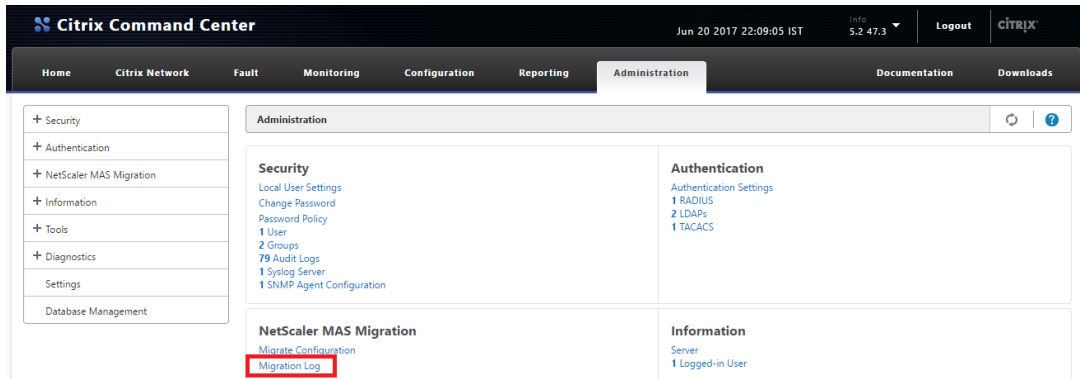 Citrix Command Center
Jun 20 2017 22:09:05 IST
Info
5.2 47.3
Logout
CITRIX
Home Citrix Network Fault Monitoring Configuration Reporting Administration Documentation Downloads
+ Security
+ Authentication
+ NetScaler MAS Migration
+ Information
+ Tools
+ Diagnostics
Settings
Database Management
Administration
?
Security
Local User Settings
Change Password
Password Policy
1 User
2 Groups
79 Audit Logs
1 Syslog Server
1 SNMP Agent Configuration
Authentication
Authentication Settings
1 RADIUS
2 LDAPs
1 TACACS
NetScaler MAS Migration
Migrate Configuration
Migration Log
Information
Server
1 Logged-in User